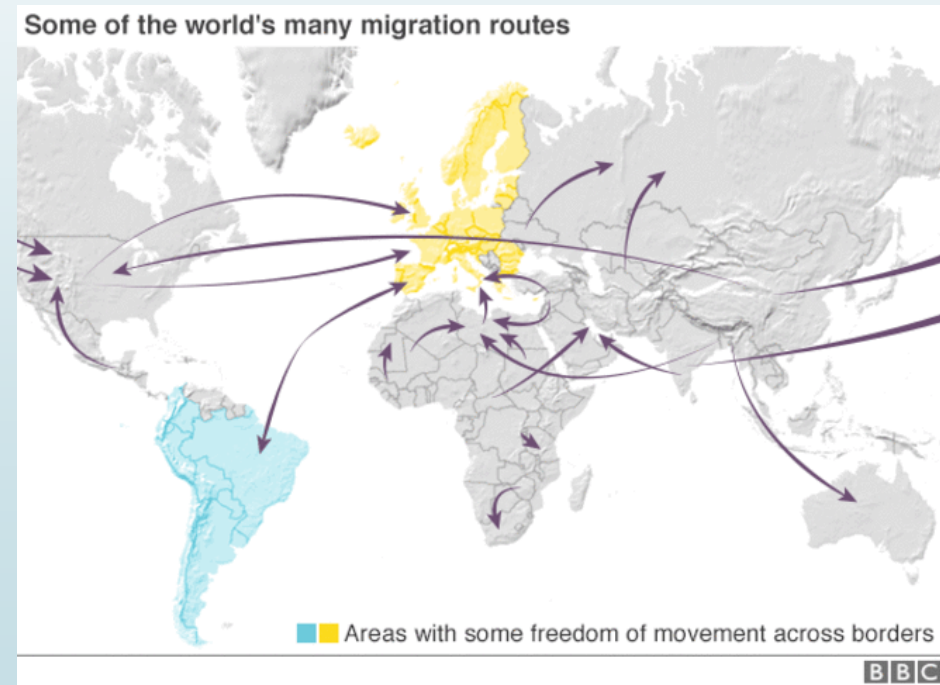 Some of the world's many migration routes
Areas with some freedom of movement across borders
BBC